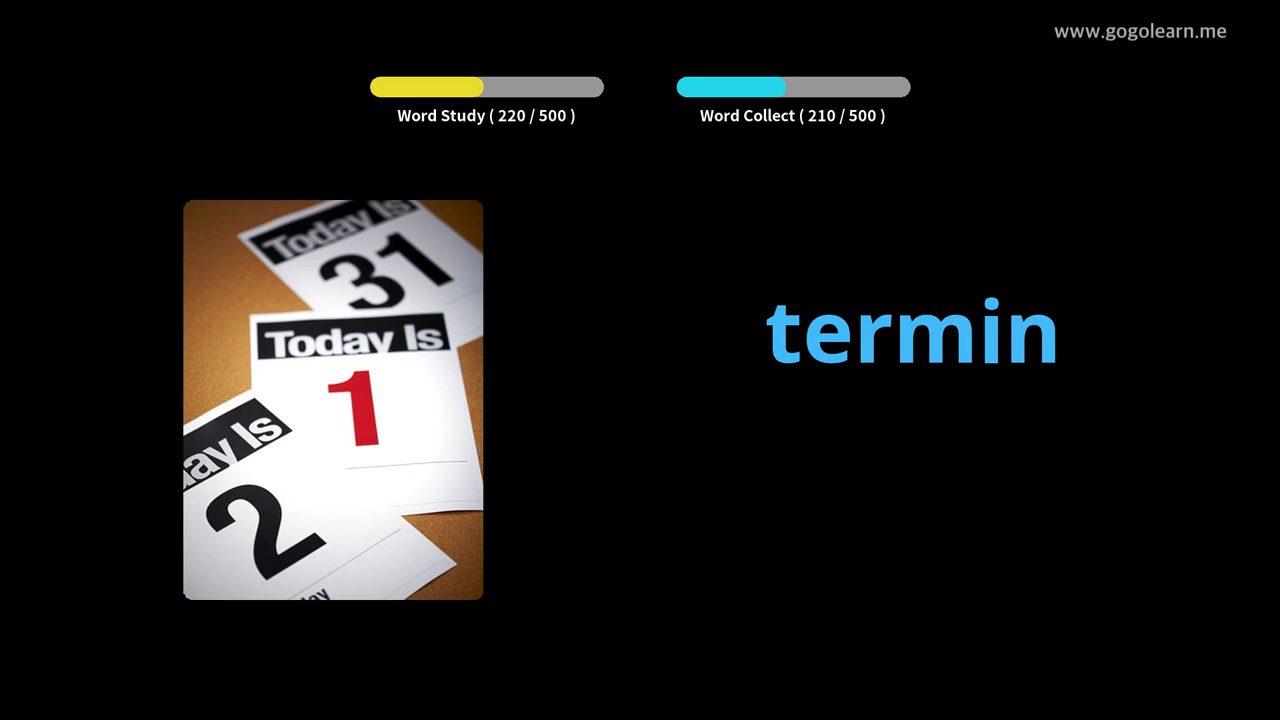 www.gogolearn.me
Word Study ( 220 / 500 )
Word Collect ( 210 / 500 )
Today Is
31
Today Is
1
termin
ay Is
2
ay